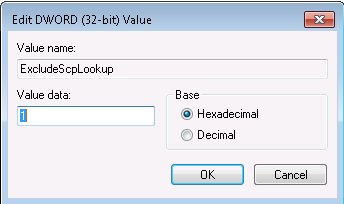 Edit DWORD (32-bit) Value
Value name:
ExcludeScpLookup
Value data:
1
Base
Hexadecimal
Decimal
OK
Cancel